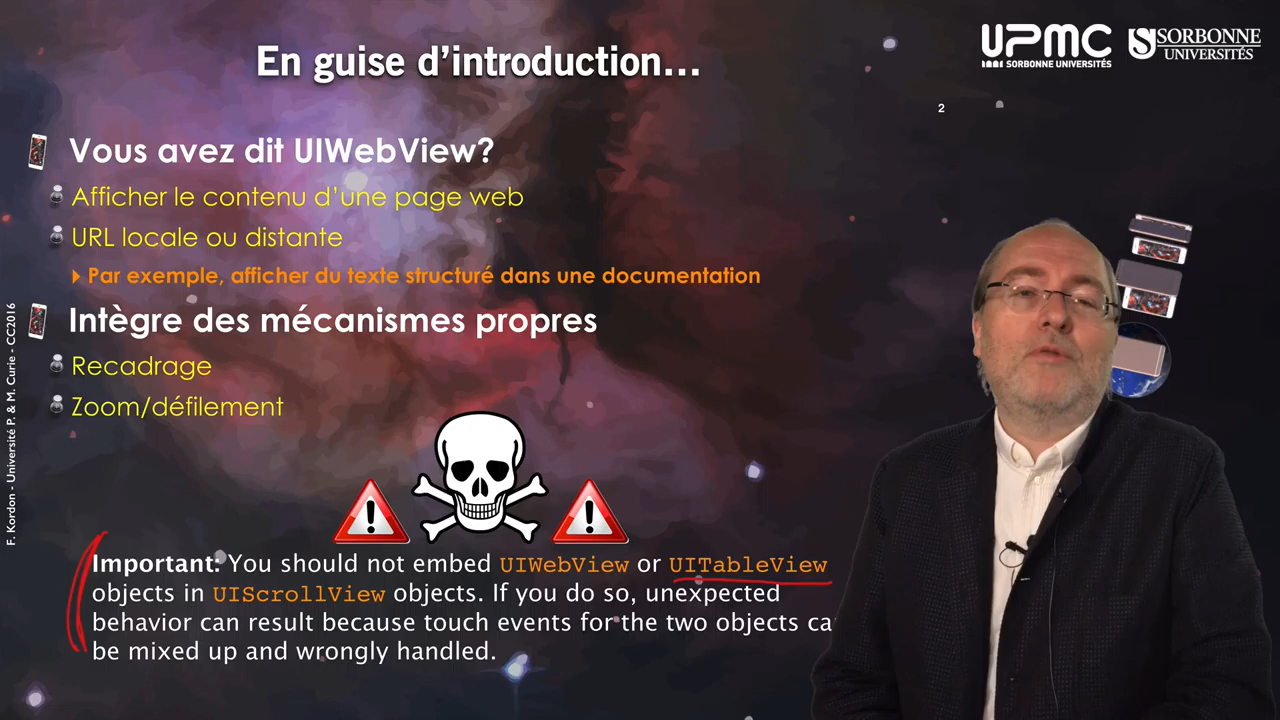 En guise d’introduction...
UPMC
SORBONNE UNIVERSITÉS
SORBONNE
UNIVERSITÉS
2
Vous avez dit UIWebView?
Afficher le contenu d’une page web
URL locale ou distante
Par exemple, afficher du texte structuré dans une documentation
Intègre des mécanismes propres
Recadrage
Zoom/défilement
Important: You should not embed UIWebView or UITableView
objects in UIScrollView objects. If you do so, unexpected
behavior can result because touch events for the two objects
be mixed up and wrongly handled.
F. Kordon - Université P. & M. Curie - CC2016